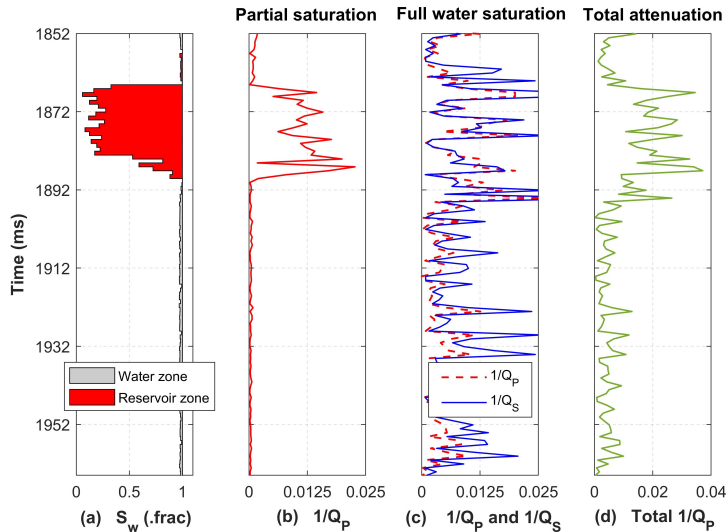 Partial saturation
Full water saturation
Total attenuation
1852
1872
1892
1912
1932
1952
Time (ms)
Water zone
Reservoir zone
1/Q_P
1/Q_S
0 0.5 1
0 0.0125 0.025
0 0.0125 0.025
0 0.02 0.04
(a) S_w (.frac)
(b) 1/Q_P
(c) 1/Q_P and 1/Q_S
(d) Total 1/Q_P